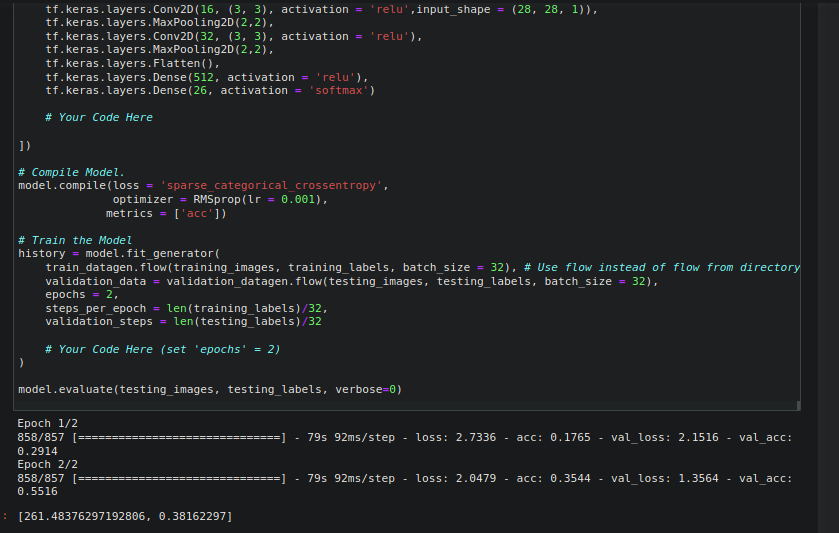 tf.keras.layers.Conv2D(16, (3, 3), activation = 'relu',input_shape = (28, 28, 1)),
    tf.keras.layers.MaxPooling2D(2,2),
    tf.keras.layers.Conv2D(32, (3, 3), activation = 'relu'),
    tf.keras.layers.MaxPooling2D(2,2),
    tf.keras.layers.Flatten(),
    tf.keras.layers.Dense(512, activation = 'relu'),
    tf.keras.layers.Dense(26, activation = 'softmax')
    # Your Code Here
])
# Compile Model.
model.compile(loss = 'sparse_categorical_crossentropy',
              optimizer = RMSprop(lr = 0.001),
             metrics = ['acc'])
# Train the Model
history = model.fit_generator(
    train_datagen.flow(training_images, training_labels, batch_size = 32), # Use flow instead of flow from directory
    validation_data = validation_datagen.flow(testing_images, testing_labels, batch_size = 32),
    epochs = 2,
    steps_per_epoch = len(training_labels)/32,
    validation_steps = len(testing_labels)/32
    # Your Code Here (set 'epochs' = 2)
)
model.evaluate(testing_images, testing_labels, verbose=0)
Epoch 1/2
858/857 [==============================] - 79s 92ms/step - loss: 2.7336 - acc: 0.1765 - val_loss: 2.1516 - val_acc:
0.2914
Epoch 2/2
858/857 [==============================] - 79s 92ms/step - loss: 2.0479 - acc: 0.3544 - val_loss: 1.3564 - val_acc:
0.5516
: [261.48376297192806, 0.38162297]